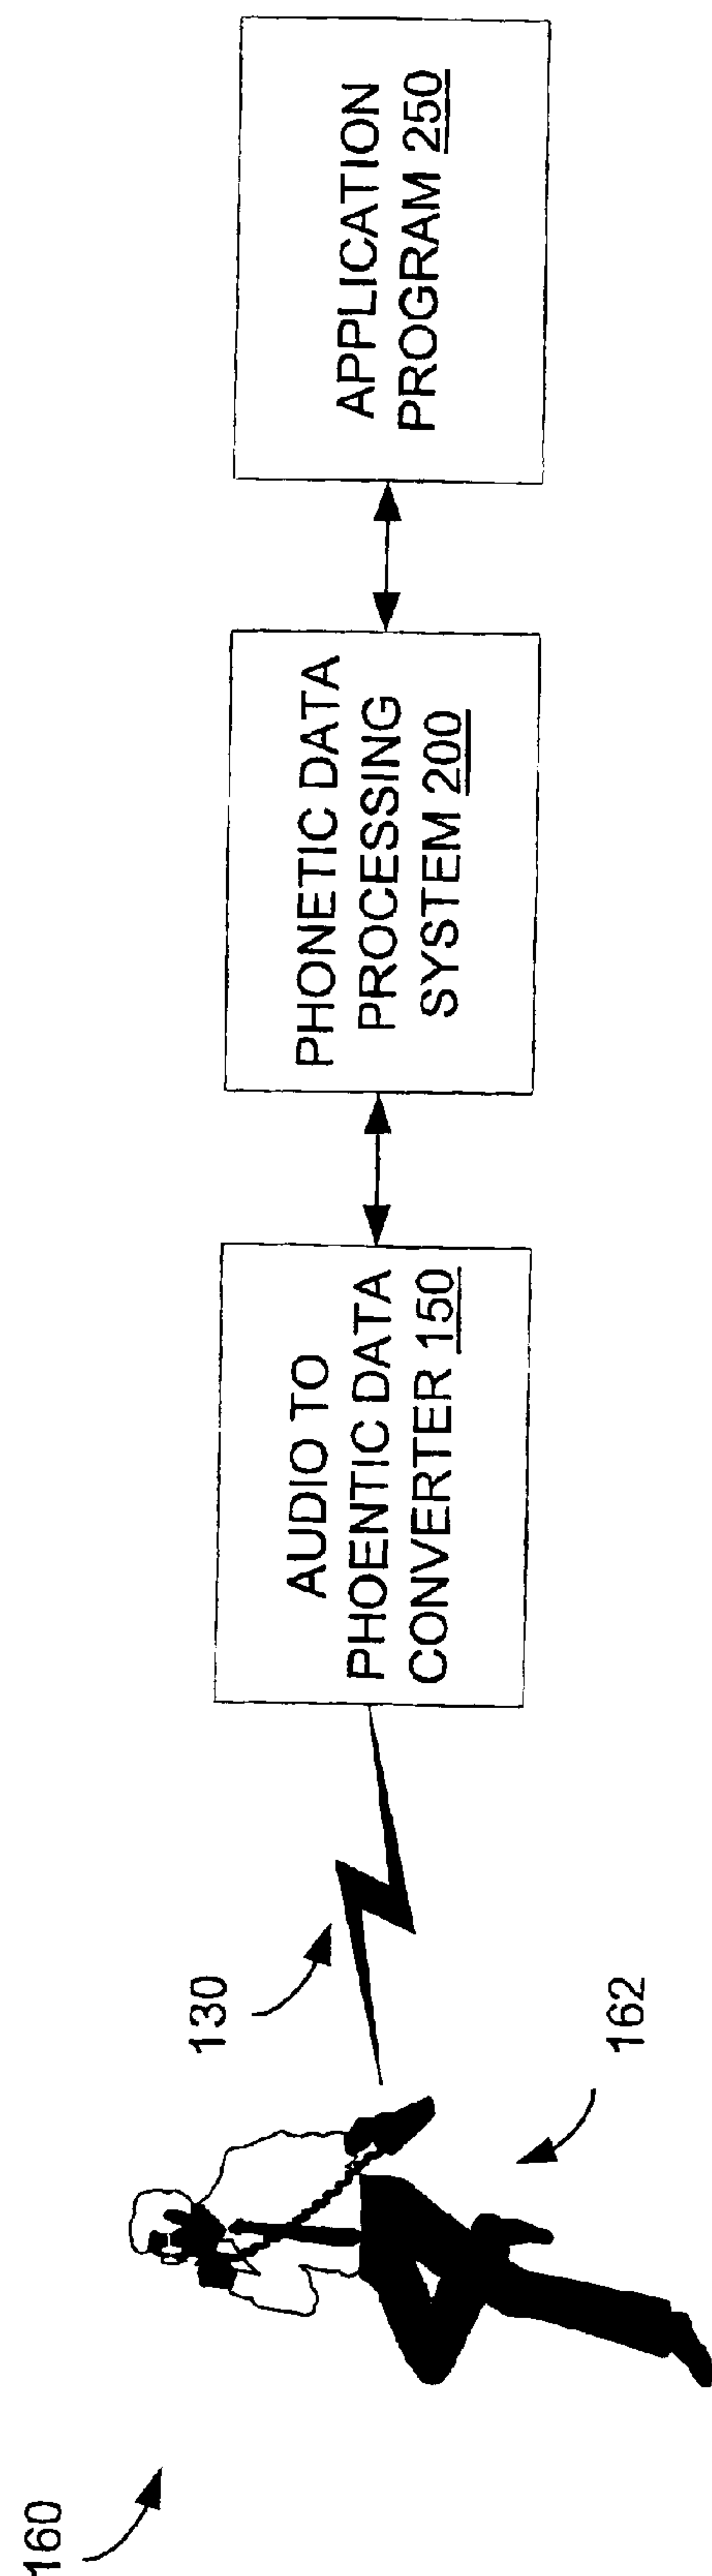 160
162
130
AUDIO TO
PHOENTIC DATA
CONVERTER 150
PHONETIC DATA
PROCESSING
SYSTEM 200
APPLICATION
PROGRAM 250